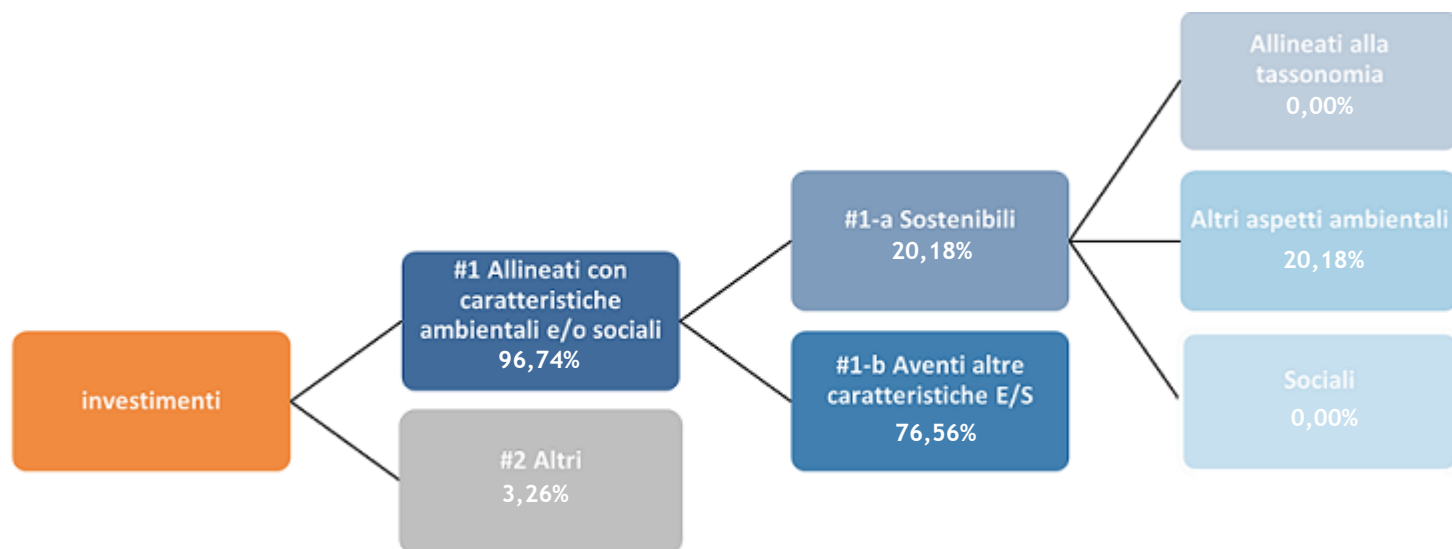 investimenti
#1 Allineati con
caratteristiche
ambientali e/o sociali
96,74%
#2 Altri
3,26%
#1-a Sostenibili
20,18%
#1-b Aventi altre
caratteristiche E/S
76,56%
Allineati alla
tassonomia
0,00%
Altri aspetti ambientali
20,18%
Sociali
0,00%